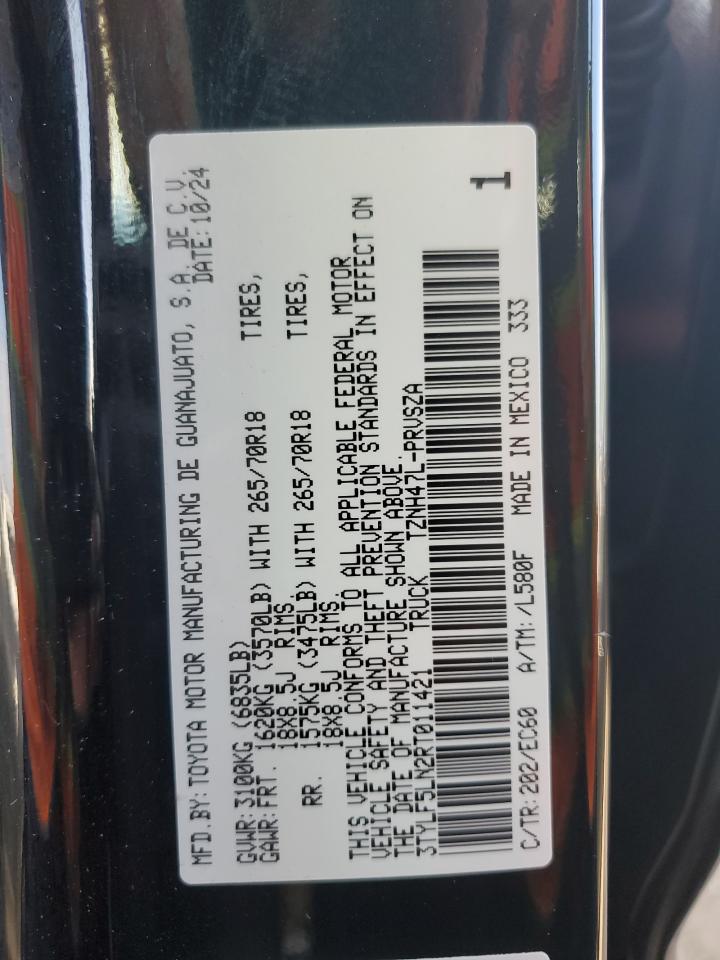 MFD.BY: TOYOTA MOTOR MANUFACTURING DE GUANAJUATO, S.A. DE C.V.
DATE: 10/24
GVWR: 3100KG (6835LB)
GAWR: FRT. 1620KG (3570LB) WITH 265/70R18 TIRES,
18X8.5J RIMS,
RR. 1575KG (3475LB) WITH 265/70R18 TIRES,
18X8.5J RIMS
THIS VEHICLE CONFORMS TO ALL APPLICABLE FEDERAL MOTOR
VEHICLE SAFETY AND THEFT PREVENTION STANDARDS IN EFFECT ON
THE DATE OF MANUFACTURE SHOWN ABOVE.
3TYLF5LN2RT011421 TRUCK TZNH47L-PRVSZA
1
C/TR: 202/EC60 A/TM: /L580F MADE IN MEXICO 333